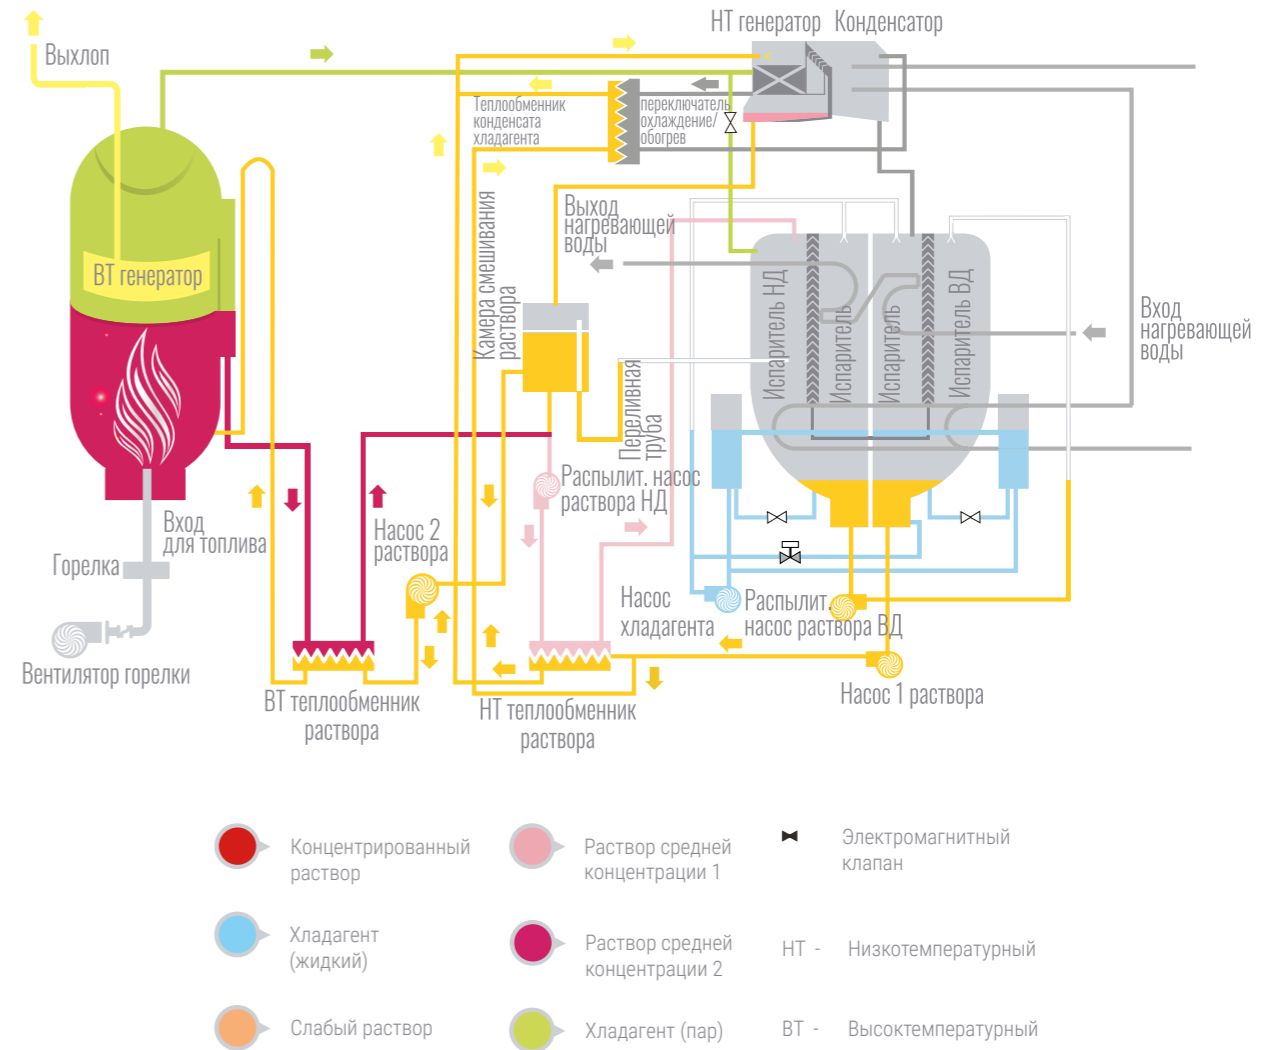 НТ генератор
Конденсатор
Выхлоп
Теплообменник
конденсата
хладагента
переключатель
охлаждение/
обогрев
ВТ генератор
Камера смешивания
раствора
Выход
нагревающей
воды
Испаритель НД
Испаритель
Испаритель
Испаритель ВД
Вход
нагревающей
воды
Переливная
труба
Распылит. насос
раствора НД
Вход
для топлива
Насос 2
раствора
Горелка
Насос
хладагента
Распылит.
насос раствора ВД
Вентилятор горелки
ВТ теплообменник
раствора
НТ теплообменник
раствора
Насос 1 раствора
Концентрированный
раствор
Раствор средней
концентрации 1
Электромагнитный
клапан
Хладагент
(жидкий)
Раствор средней
концентрации 2
НТ - Низкотемпературный
Слабый раствор
Хладагент (пар)
ВТ - Высоктемпературный